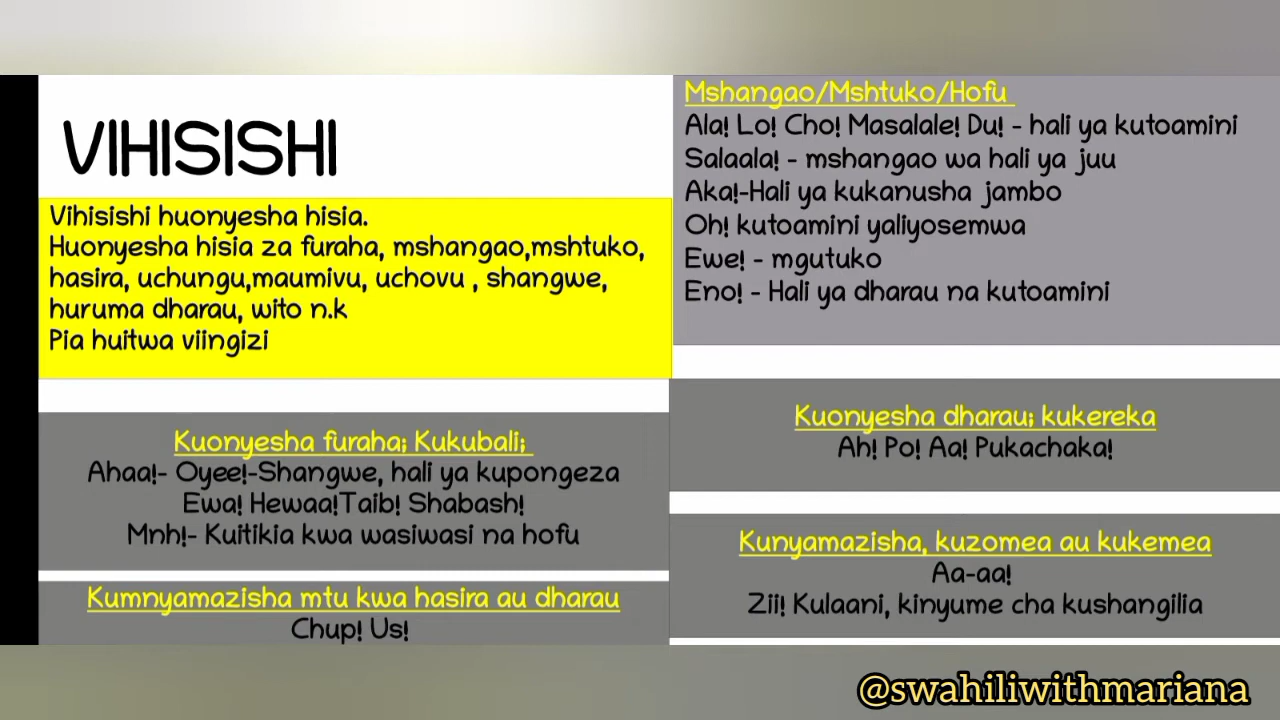 VIHISISHI
Vihisishi huonyesha hisia.
Huonyesha hisia za furaha, mshangao,mshtuko,
hasira, uchungu,maumivu, uchovu , shangwe,
huruma dharau, wito n.k
Pia huitwa viingizi
Kuonyesha furaha; Kukubali;
Ahaa!- Oyee!-Shangwe, hali ya kupongeza
Ewa! Hewaa!Taib! Shabash!
Mnh!- Kuitikia kwa wasiwasi na hofu
Kumnyamazisha mtu kwa hasira au dharau
Chup! Us!
Mshangao/Mshtuko/Hofu
Ala! Lo! Cho! Masalale! Du! - hali ya kutoamini
Salaala! - mshangao wa hali ya juu
Aka!-Hali ya kukanusha jambo
Oh! kutoamini yaliyosemwa
Ewe! - mgutuko
Eno! - Hali ya dharau na kutoamini
Kuonyesha dharau; kukereka
Ah! Po! Aa! Pukachaka!
Kunyamazisha, kuzomea au kukemea
Aa-aa!
Zii! Kulaani, kinyume cha kushangilia
@swahiliwithmariana